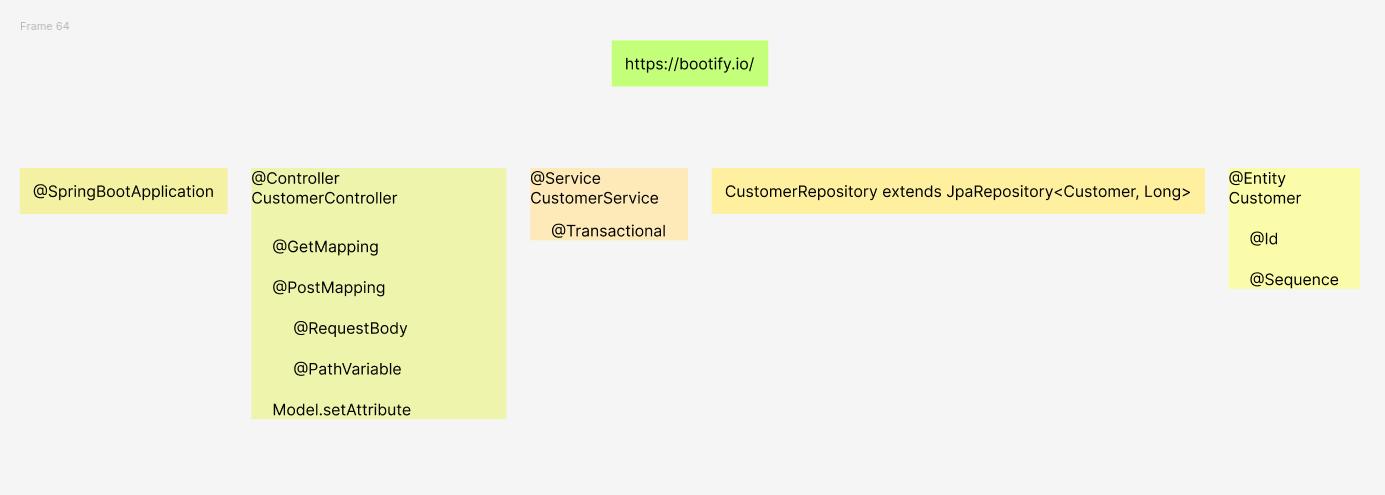 Frame 64
https://bootify.io/
@SpringBootApplication
@Controller
CustomerController
@GetMapping
@PostMapping
@RequestBody
@PathVariable
Model.setAttribute
@Service
CustomerService
@Transactional
CustomerRepository extends JpaRepository<Customer, Long>
@Entity
Customer
@Id
@Sequence